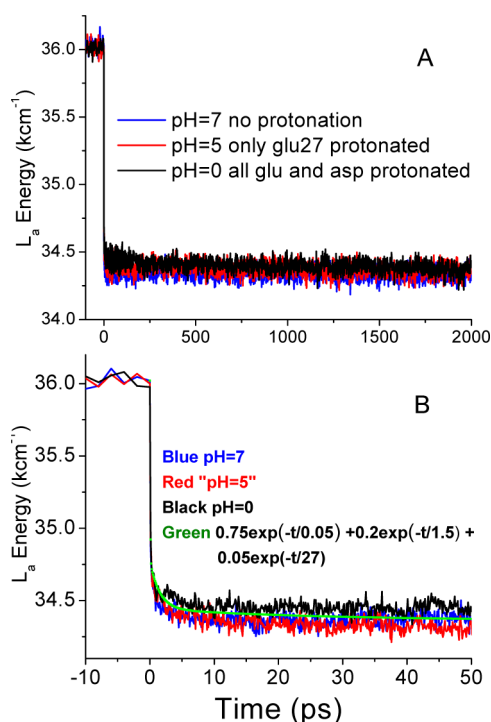 A
36.0
35.5
35.0
34.5
34.0
La Energy (kcm-1)
pH=7 no protonation
pH=5 only glu27 protonated
pH=0 all glu and asp protonated
0 500 1000 1500 2000
B
36.0
35.5
35.0
34.5
La Energy (kcm-1)
Blue pH=7
Red "pH=5"
Black pH=0
Green 0.75exp(-t/0.05) +0.2exp(-t/1.5) +
0.05exp(-t/27)
-10 0 10 20 30 40 50
Time (ps)